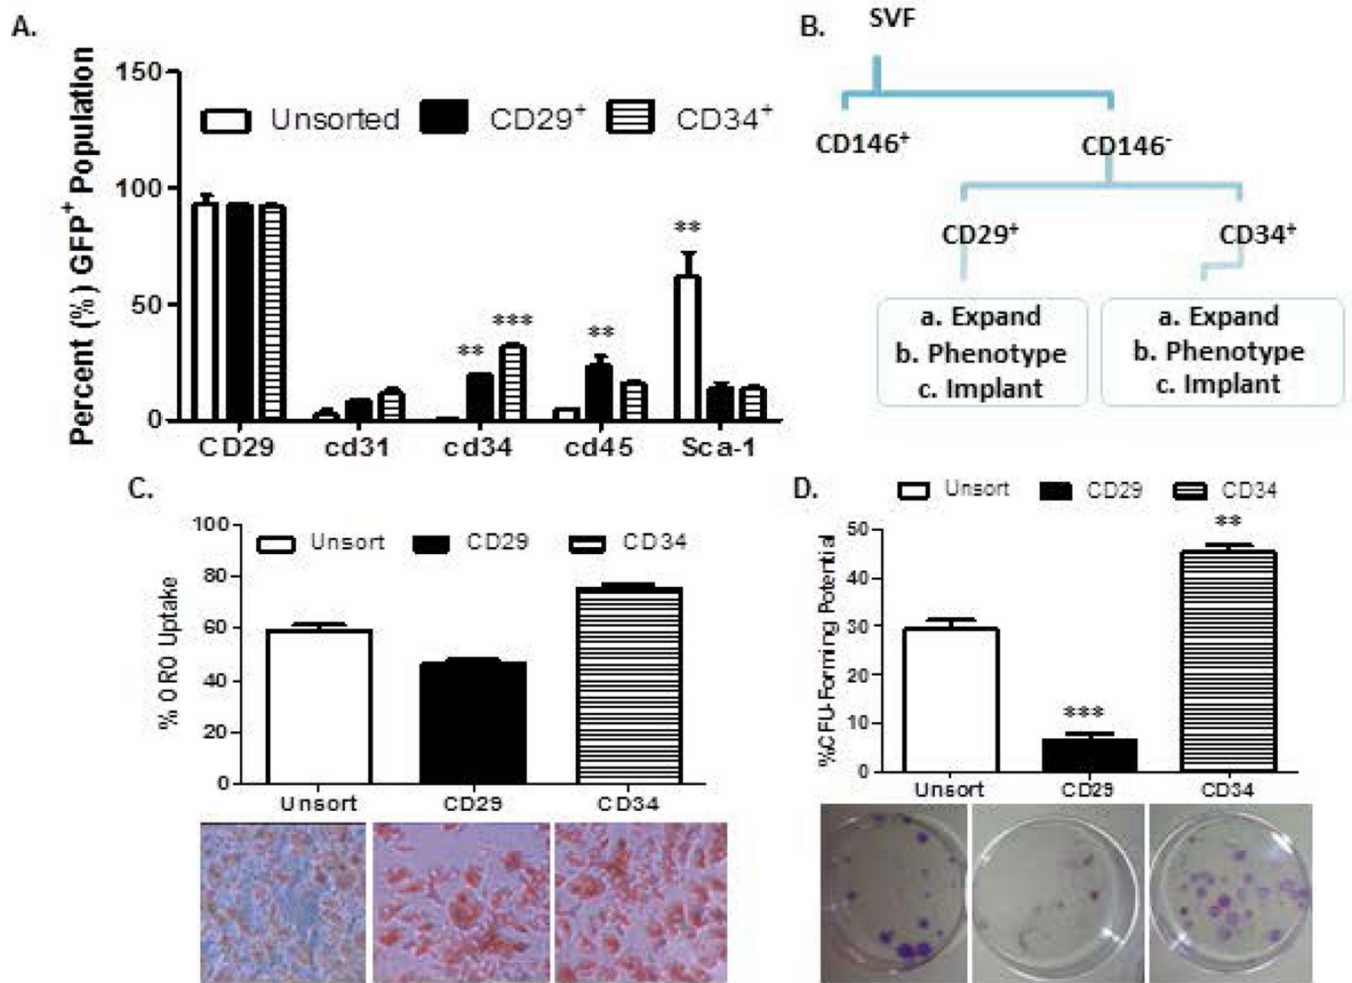 A.
Percent (%) GFP⁺ Population
150
100
50
0
Unsorted CD29⁺ CD34⁺
**
***
**
**
CD29 cd31 cd34 cd45 Sca-1
B.
SVF
CD146⁺ CD146⁻
CD29⁺ CD34⁺
a. Expand
b. Phenotype
c. Implant
a. Expand
b. Phenotype
c. Implant
C.
% ORO Uptake
100
80
60
40
20
0
Unsort CD29 CD34
Unsort CD29 CD34
D.
%CFU-Forming Potential
50
40
30
20
10
0
Unsort CD29 CD34
***
**
Unsort CD29 CD34